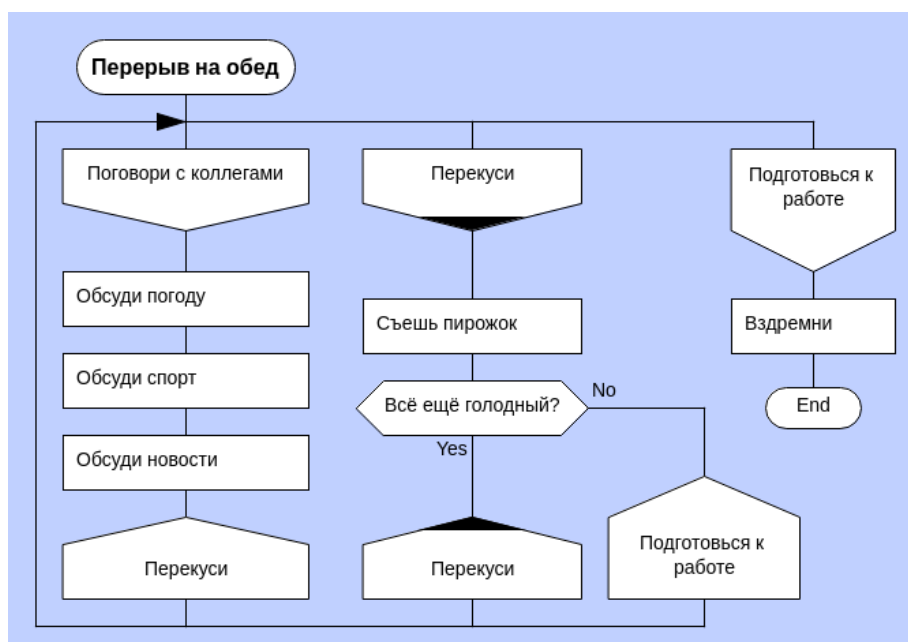 Перерыв на обед
Поговори с коллегами
Обсуди погоду
Обсуди спорт
Обсуди новости
Перекуси
Перекуси
Съешь пирожок
Всё ещё голодный?
No
Yes
Перекуси
Подготовься к
работе
Подготовься к
работе
Вздремни
End